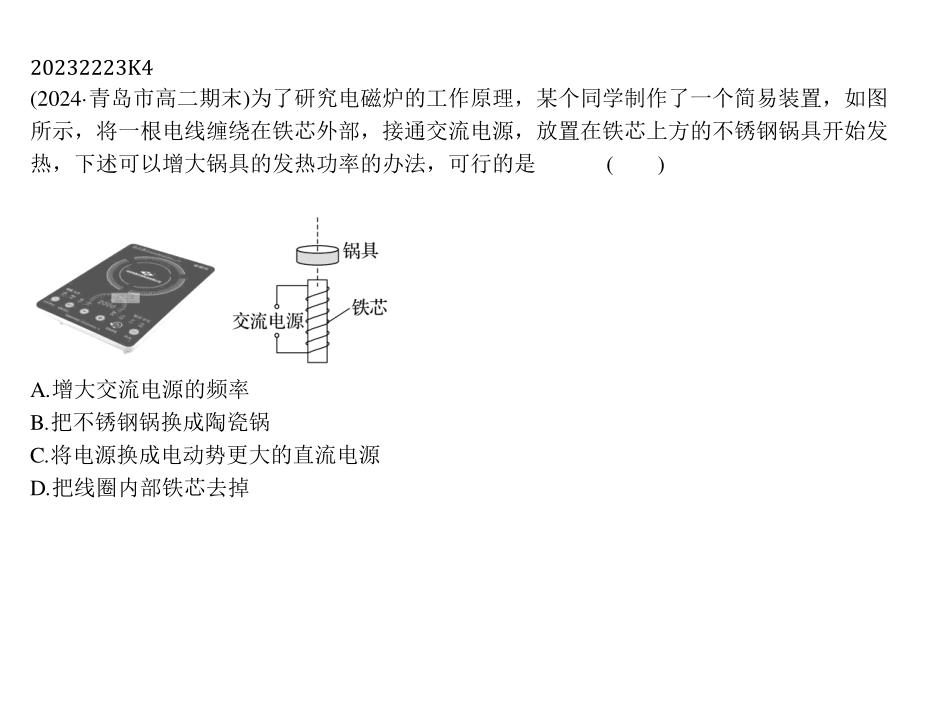 20232223K4
(2024·青岛市高二期末)为了研究电磁炉的工作原理，某个同学制作了一个简易装置，如图
所示，将一根电线缠绕在铁芯外部，接通交流电源，放置在铁芯上方的不锈钢锅具开始发
热，下述可以增大锅具的发热功率的办法，可行的是 ( )
锅具
铁芯
交流电源
A.增大交流电源的频率
B.把不锈钢锅换成陶瓷锅
C.将电源换成电动势更大的直流电源
D.把线圈内部铁芯去掉